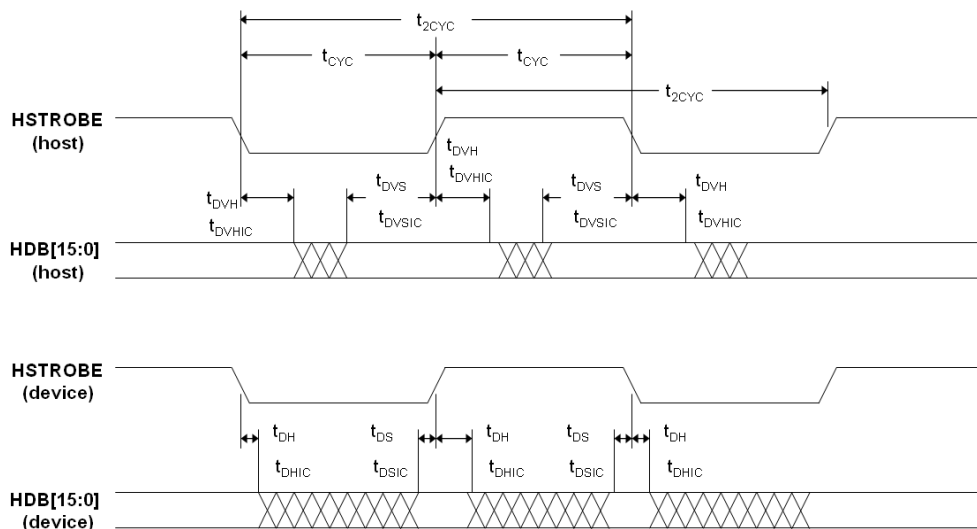 t2CYC
tCYC tCYC
t2CYC
HSTROBE
(host)
tDVH
tDVS tDVHIC tDVS tDVH
tDVH
tDVHIC tDVSIC tDVSIC tDVHIC
HDB[15:0]
(host)
HSTROBE
(device)
tDH tDS tDH tDS tDH
tDHIC tDSIC tDHIC tDSIC tDHIC
HDB[15:0]
(device)